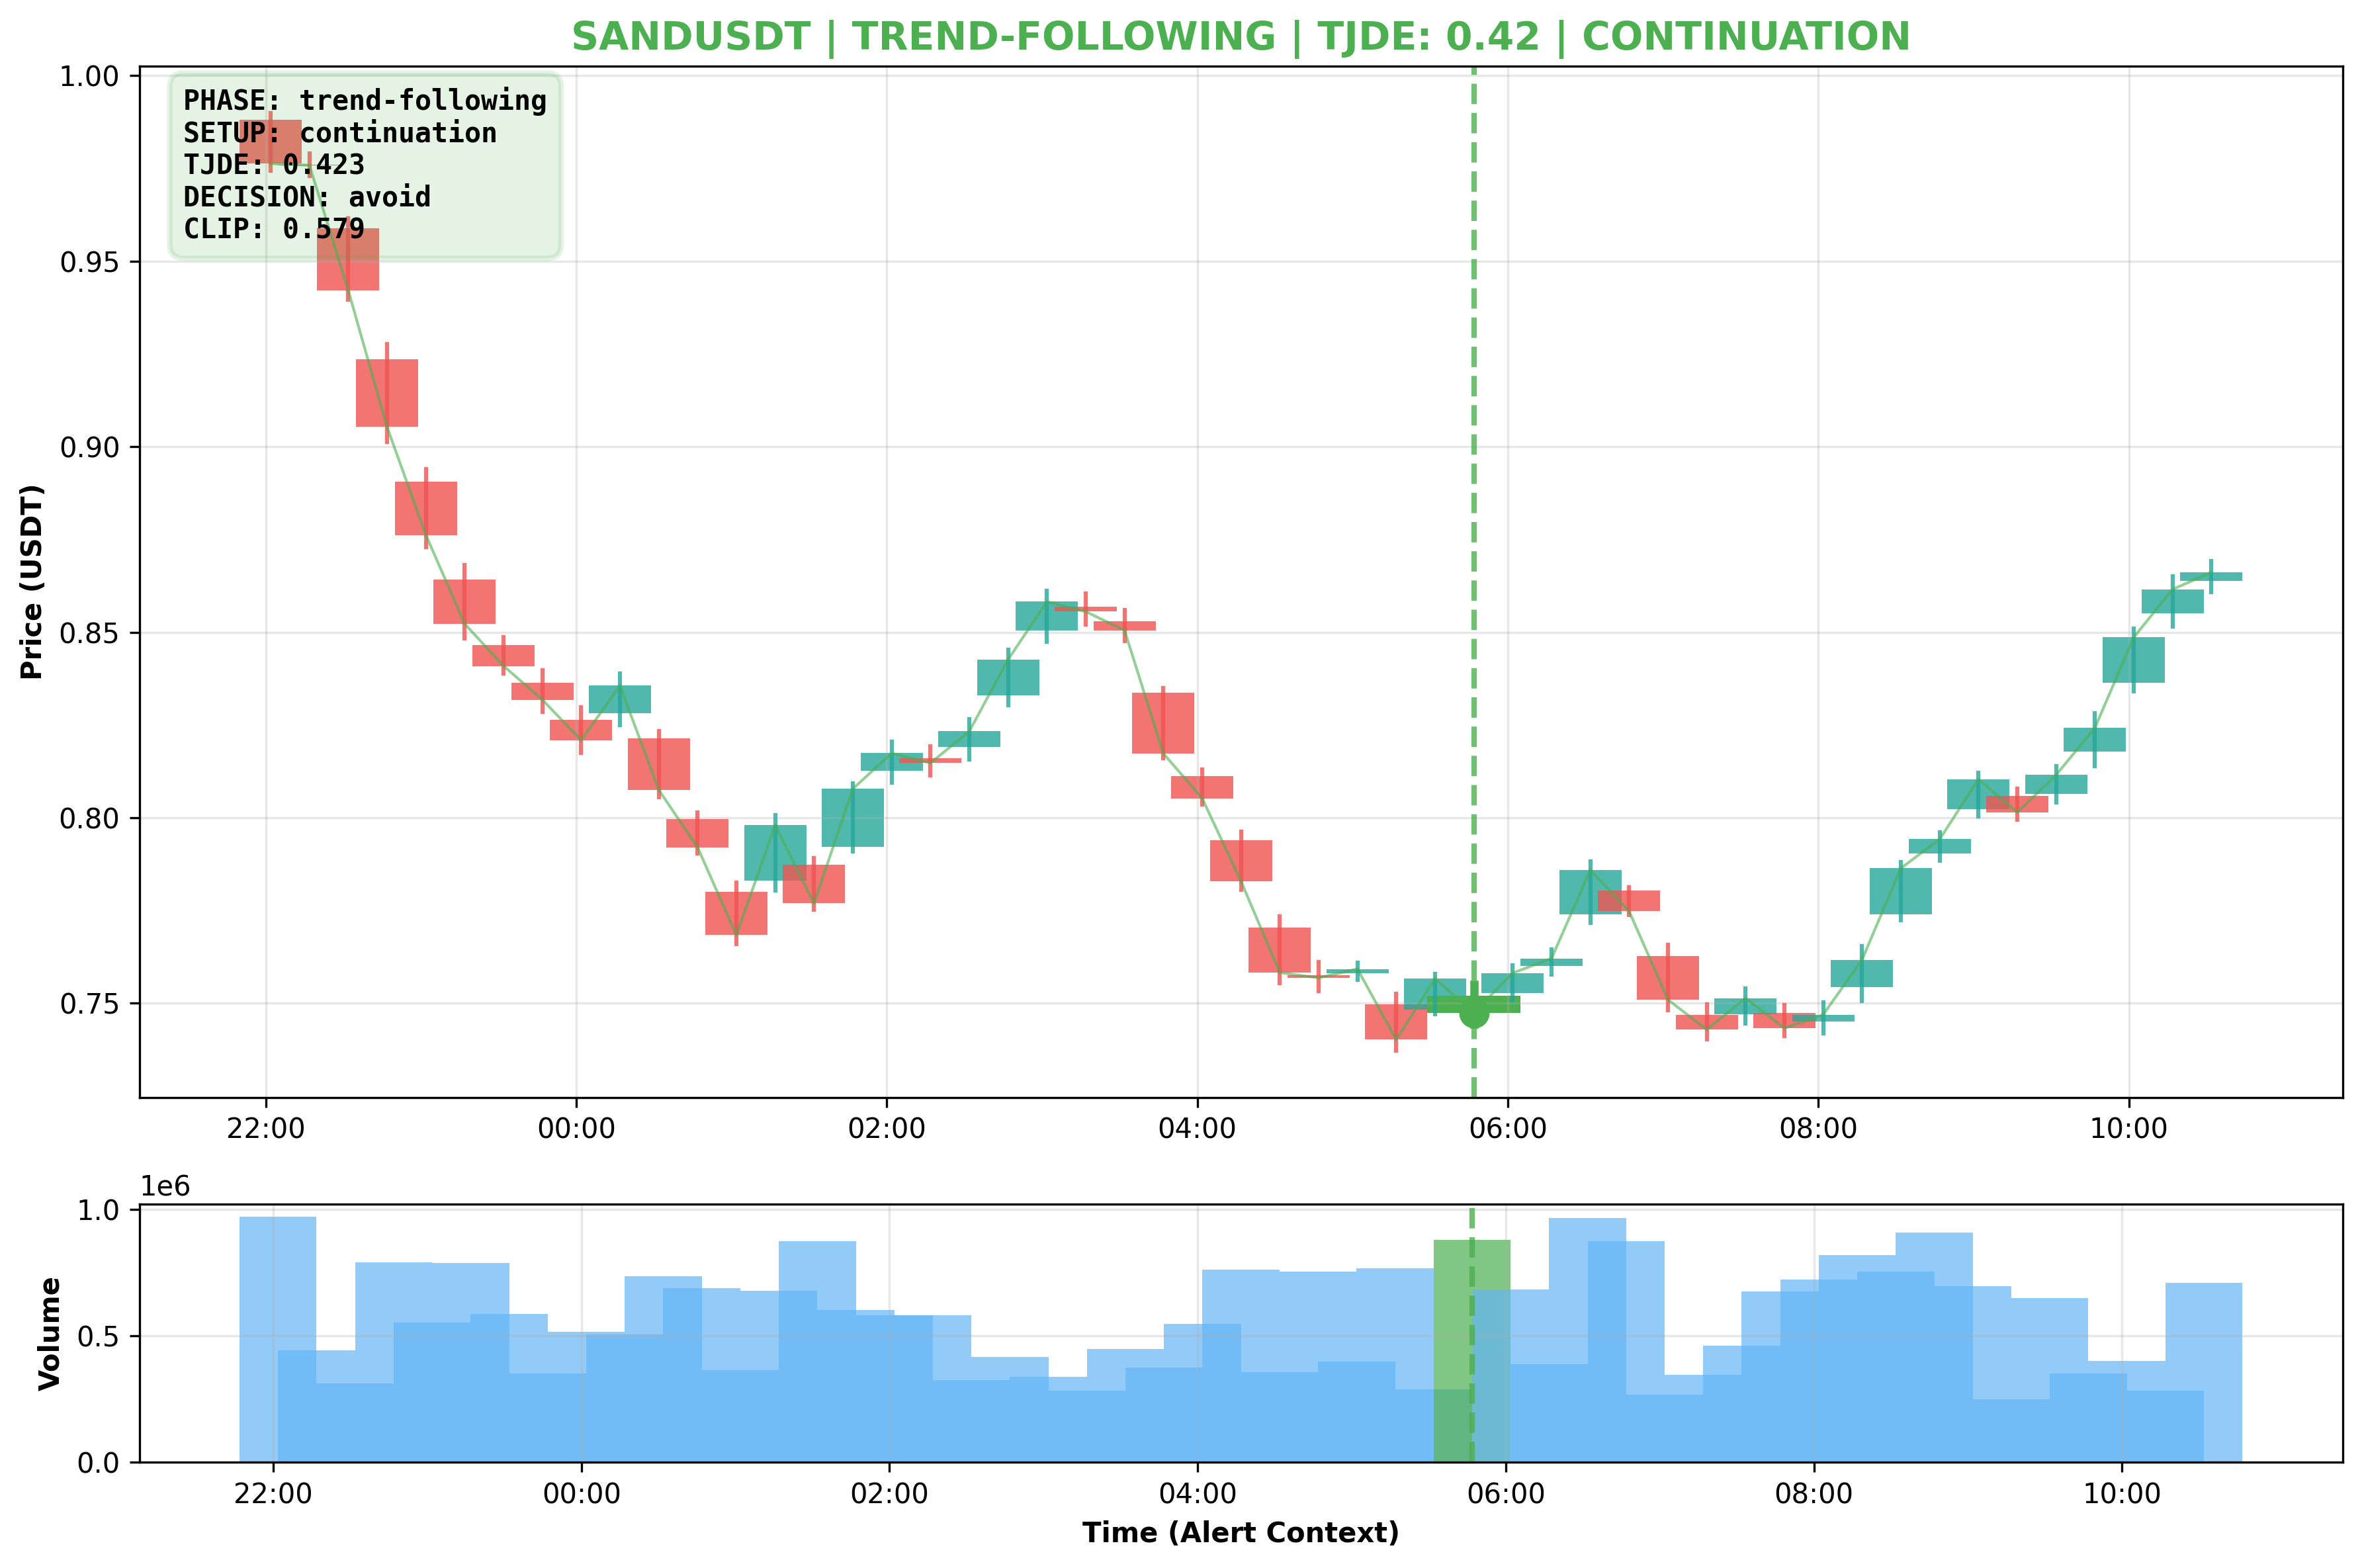 SANDUSDT | TREND-FOLLOWING | TJDE: 0.42 | CONTINUATION
PHASE: trend-following
SETUP: continuation
TJDE: 0.423
DECISION: avoid
CLIP: 0.579
Price (USDT)
1.00
0.95
0.90
0.85
0.80
0.75
22:00 00:00 02:00 04:00 06:00 08:00 10:00
1e6
Volume
1.0
0.5
0.0
22:00 00:00 02:00 04:00 06:00 08:00 10:00
Time (Alert Context)